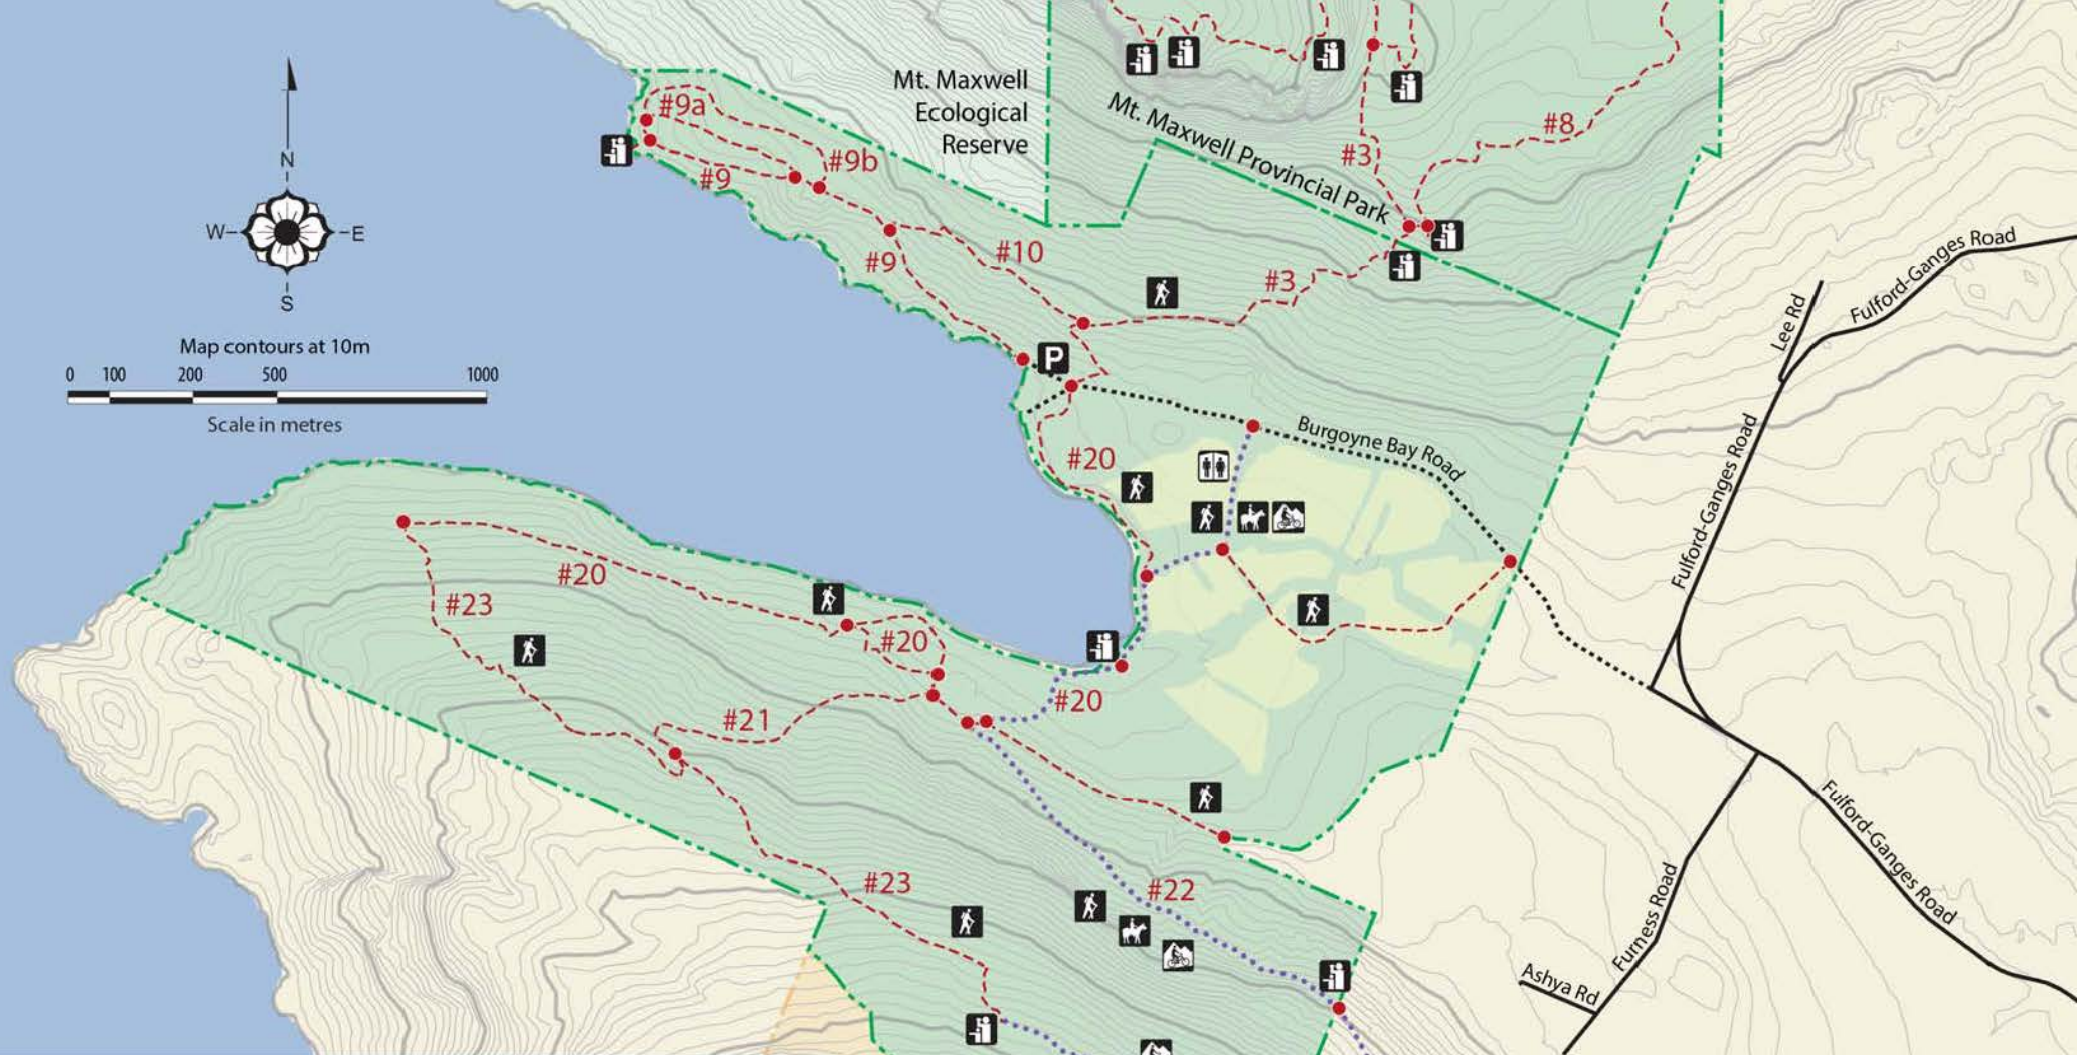 Mt. Maxwell
Ecological
Reserve
Mt. Maxwell Provincial Park
#9a
#9b
#9
#9
#10
#3
#3
#8
N
W
E
S
Map contours at 10m
0 100 200 500 1000
Scale in metres
P
Burgoyne Bay Road
Lee Rd
Fulford-Ganges Road
Fulford-Ganges Road
Fulford-Ganges Road
Furness Road
Ashya Rd
#20
#20
#20
#20
#23
#21
#23
#22